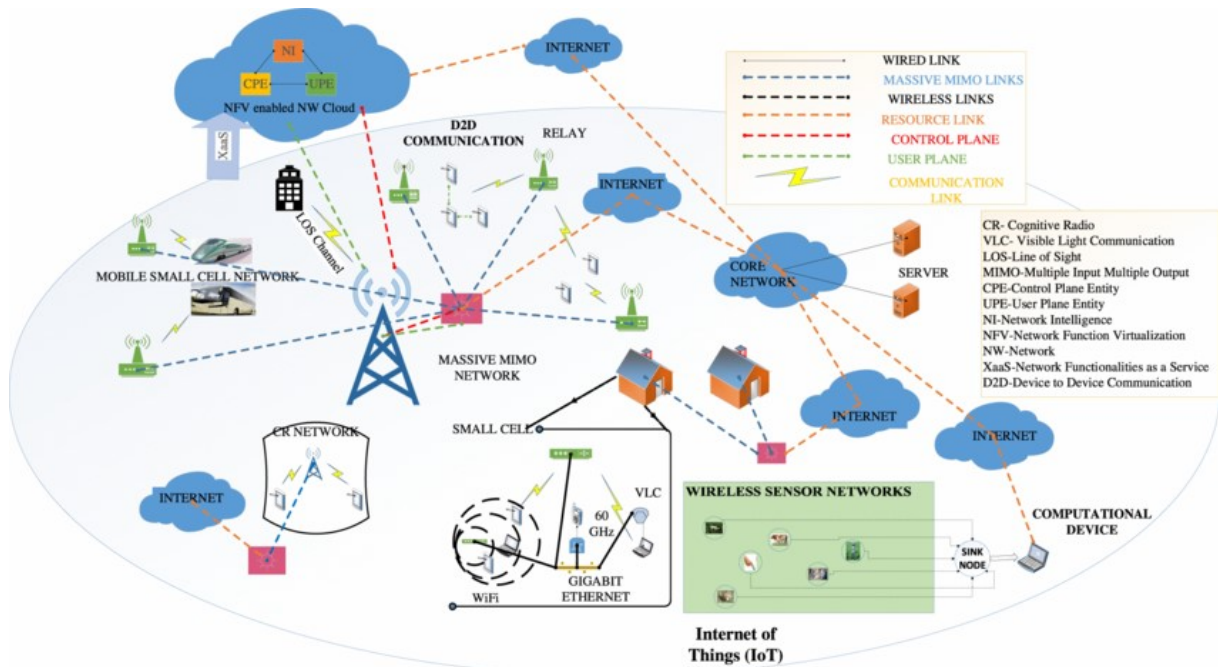 NI
CPE
UPE
NFV enabled NW Cloud
XaaS
INTERNET
WIRED LINK
MASSIVE MIMO LINKS
WIRELESS LINKS
RESOURCE LINK
CONTROL PLANE
USER PLANE
COMMUNICATION
LINK
D2D
COMMUNICATION
RELAY
INTERNET
LOS Channel
MOBILE SMALL CELL NETWORK
CORE
NETWORK
SERVER
CR- Cognitive Radio
VLC- Visible Light Communication
LOS-Line of Sight
MIMO-Multiple Input Multiple Output
CPE-Control Plane Entity
UPE-User Plane Entity
NI-Network Intelligence
NFV-Network Function Virtualization
NW-Network
XaaS-Network Functionalities as a Service
D2D-Device to Device Communication
MASSIVE MIMO
NETWORK
SMALL CELL
INTERNET
INTERNET
CR NETWORK
INTERNET
VLC
60
GHz
WiFi
GIGABIT
ETHERNET
WIRELESS SENSOR NETWORKS
SINK
NODE
COMPUTATIONAL
DEVICE
Internet of
Things (IoT)